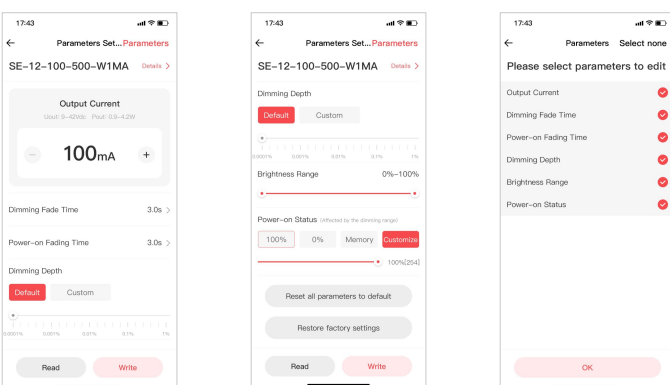 17:43
Parameters Set...Parameters
SE-12-100-500-W1MA Details >
Output Current
Uout: 9-42Vdc Pout: 0.9-4.2W
− 100mA +
Dimming Fade Time 3.0s >
Power-on Fading Time 3.0s >
Dimming Depth
Default Custom
0.0001% 0.001% 0.01% 0.1% 1%
Read Write
17:43
Parameters Set...Parameters
SE-12-100-500-W1MA Details >
Dimming Depth
Default Custom
0.0001% 0.001% 0.01% 0.1% 1%
Brightness Range 0%-100%
Power-on Status (Affected by the dimming range)
100% 0% Memory Customize
100%[254]
Reset all parameters to default
Restore factory settings
Read Write
17:43
Parameters Select none
Please select parameters to edit
Output Current
Dimming Fade Time
Power-on Fading Time
Dimming Depth
Brightness Range
Power-on Status
OK